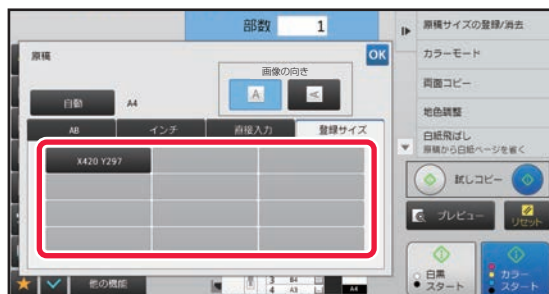 部数 1
原稿
OK
画像の向き
自動 A4
A
A
AB
インチ
直接入力
登録サイズ
X420 Y297
原稿サイズの登録/消去
カラーモード
両面コピー
地色調整
白紙飛ばし
原稿から白紙ページを省く
試しコピー
プレビュー
リセット
白黒
スタート
カラー
スタート
他の機能
3 B4
4 A3
A4